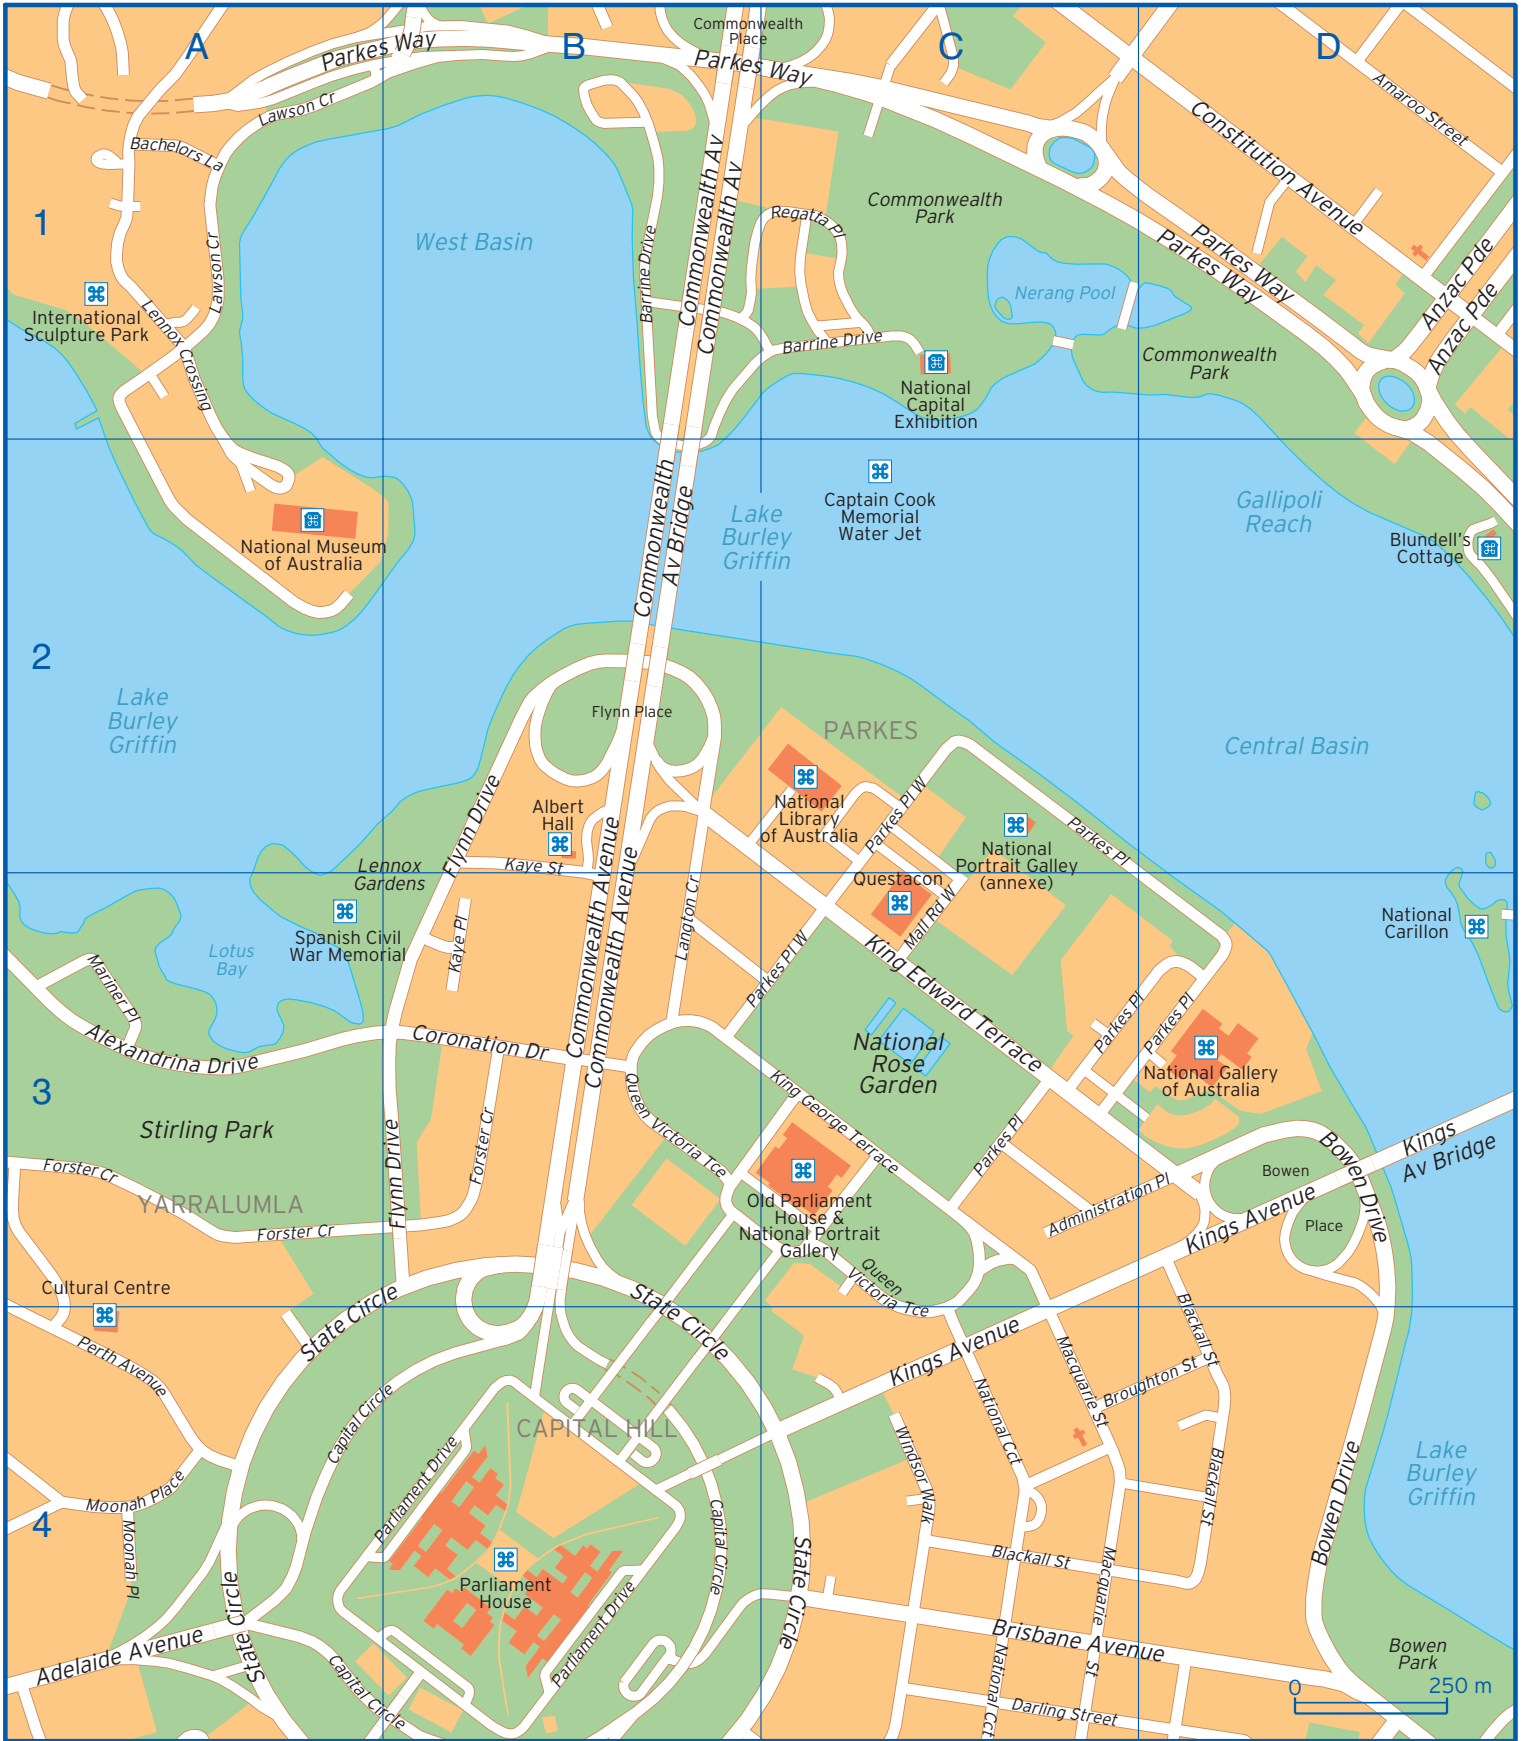 Commonwealth
Place
A
B
C
D
Parkes Way
Parkes Way
Lawson Cr
Bachelors La
Amaroo Street
Constitution Avenue
Commonwealth Av
Commonwealth Av
1
Commonwealth
Park
Regatta Pl
West Basin
Barrine Drive
Lawson Cr
Parkes Way
Parkes Way
Anzac Pde
Anzac Pde
Nerang Pool
International
Sculpture Park
Lennox Crossing
Barrine Drive
Commonwealth
Park
National
Capital
Exhibition
Captain Cook
Memorial
Water Jet
Lake
Burley
Griffin
Gallipoli
Reach
Commonwealth
Av Bridge
National Museum
of Australia
Blundell's
Cottage
2
Lake
Burley
Griffin
Flynn Place
PARKES
Central Basin
Flynn Drive
Albert
Hall
National
Library
of Australia
Parkes Pl W
National
Portrait Galley
(annexe)
Parkes Pl
Kaye St
Lennox
Gardens
Questacon
Mall Rd W
Commonwealth Avenue
Commonwealth Avenue
Langton Cr
National
Carillon
Spanish Civil
War Memorial
Kaye Pl
Lotus
Bay
Mariner Pl
Parkes Pl W
King Edward Terrace
Alexandrina Drive
Coronation Dr
National
Rose
Garden
Parkes Pl
Parkes Pl
National Gallery
of Australia
3
Queen Victoria Tce
King George Terrace
Stirling Park
Flynn Drive
Forster Cr
Parkes Pl
Kings
Av Bridge
Bowen Drive
Forster Cr
YARRALUMLA
Forster Cr
Bowen
Place
Administration Pl
Kings Avenue
Old Parliament
House &
National Portrait
Gallery
Queen
Victoria Tce
Cultural Centre
State Circle
State Circle
Blackall St
Perth Avenue
Kings Avenue
Macquarie St
Broughton St
National Cct
Capital Circle
CAPITAL HILL
Windsor Walk
Parliament Drive
Blackall St
Bowen Drive
Lake
Burley
Griffin
Moonah Place
4
Moonah Pl
Capital Circle
State Circle
Parliament
House
Blackall St
Macquarie St
Parliament Drive
State Circle
Adelaide Avenue
Capital Circle
Brisbane Avenue
National Cct
Darling Street
Bowen
Park
0
250 m